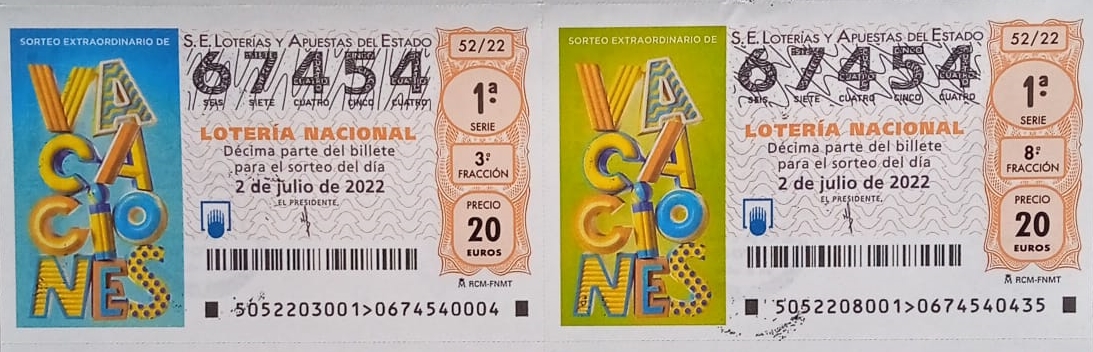 SORTEO EXTRAORDINARIO DE
VACACIONES
S. E. LOTERÍAS Y APUESTAS DEL ESTADO
67454
SEIS SIETE CUATRO CINCO CUATRO
LOTERÍA NACIONAL
Décima parte del billete
para el sorteo del día
2 de julio de 2022
EL PRESIDENTE,
52/22
1ª
SERIE
3ª
FRACCIÓN
PRECIO
20
EUROS
RCM-FNMT
5052203001>0674540004
SORTEO EXTRAORDINARIO DE
VACACIONES
S. E. LOTERÍAS Y APUESTAS DEL ESTADO
67454
SEIS SIETE CUATRO CINCO CUATRO
LOTERÍA NACIONAL
Décima parte del billete
para el sorteo del día
2 de julio de 2022
EL PRESIDENTE,
52/22
1ª
SERIE
8ª
FRACCIÓN
PRECIO
20
EUROS
RCM-FNMT
5052208001>0674540435